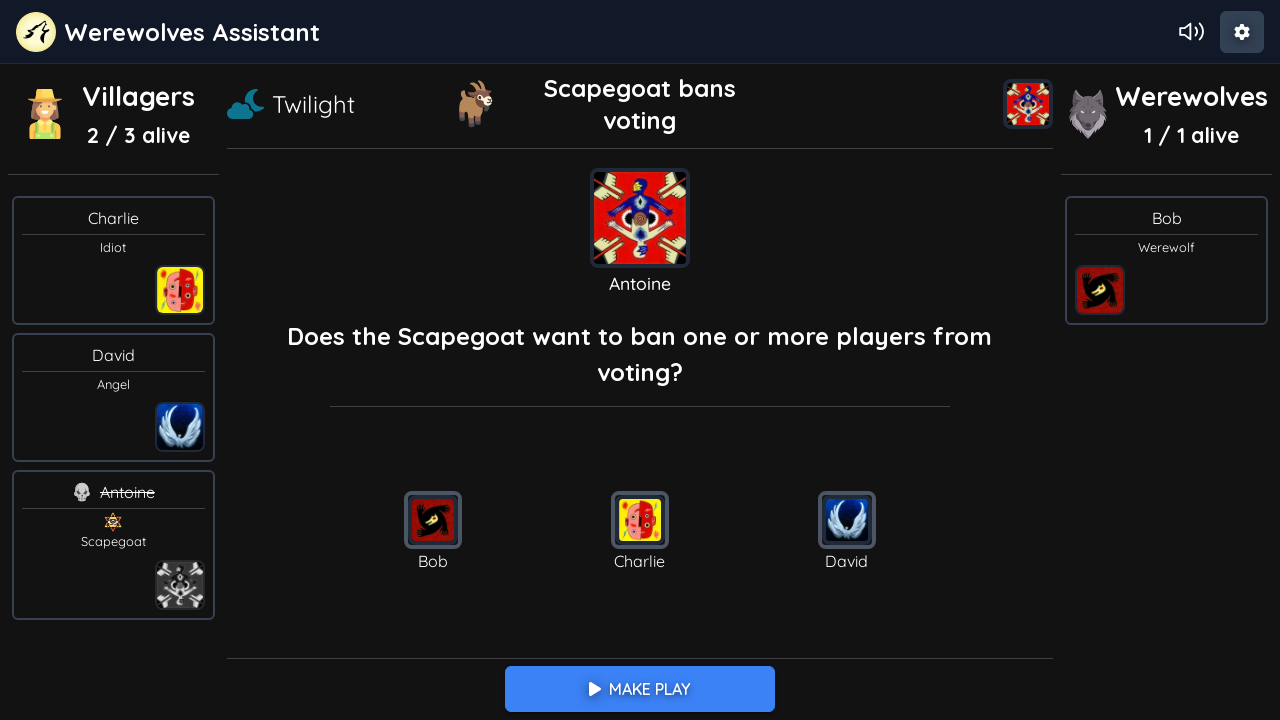 Werewolves Assistant
Villagers
2 / 3 alive
Twilight
Scapegoat bans
voting
Werewolves
1 / 1 alive
Charlie
Idiot
David
Angel
Antoine
Scapegoat
Antoine
Does the Scapegoat want to ban one or more players from
voting?
Bob
Charlie
David
MAKE PLAY
Bob
Werewolf